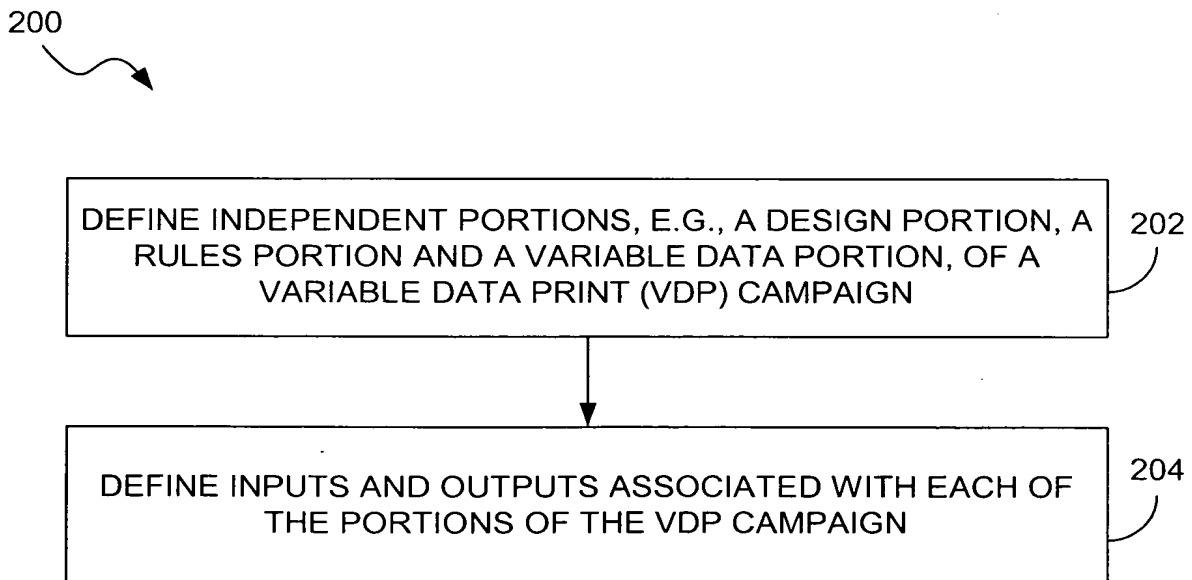 200
DEFINE INDEPENDENT PORTIONS, E.G., A DESIGN PORTION, A
RULES PORTION AND A VARIABLE DATA PORTION, OF A
VARIABLE DATA PRINT (VDP) CAMPAIGN
202
DEFINE INPUTS AND OUTPUTS ASSOCIATED WITH EACH OF
THE PORTIONS OF THE VDP CAMPAIGN
204